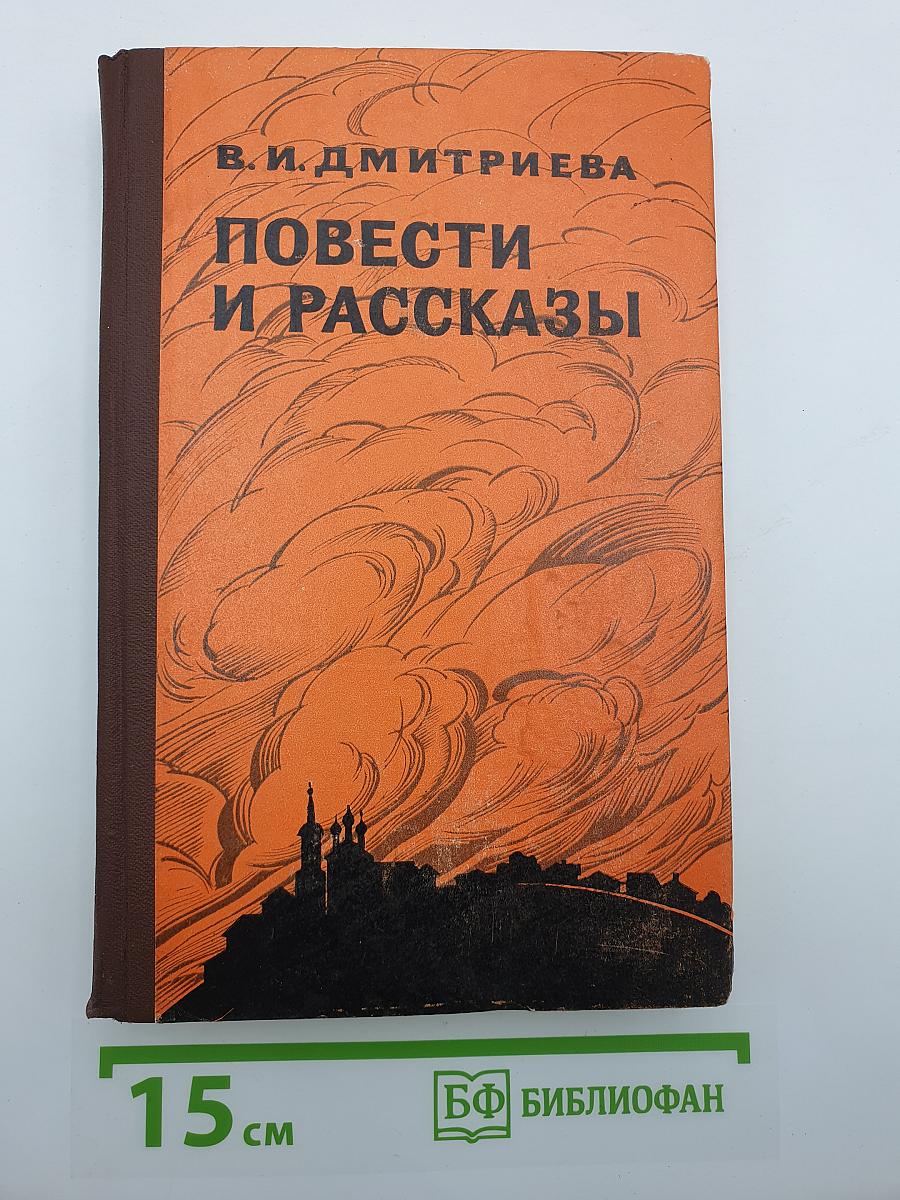 В.И.ДМИТРИЕВА
ПОВЕСТИ
И РАССКАЗЫ
15 см
БФ БИБЛИОФАН